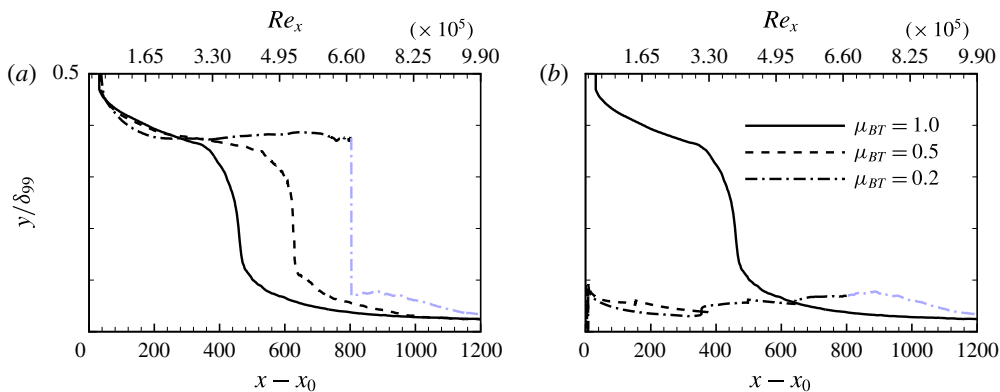 Re_x (× 10^5) Re_x (× 10^5)
1.65 3.30 4.95 6.60 8.25 9.90 1.65 3.30 4.95 6.60 8.25 9.90
(a) 0.5 (b)
μ_BT = 1.0
μ_BT = 0.5
μ_BT = 0.2
y/δ_99
0 200 400 600 800 1000 1200 0 200 400 600 800 1000 1200
x − x_0 x − x_0